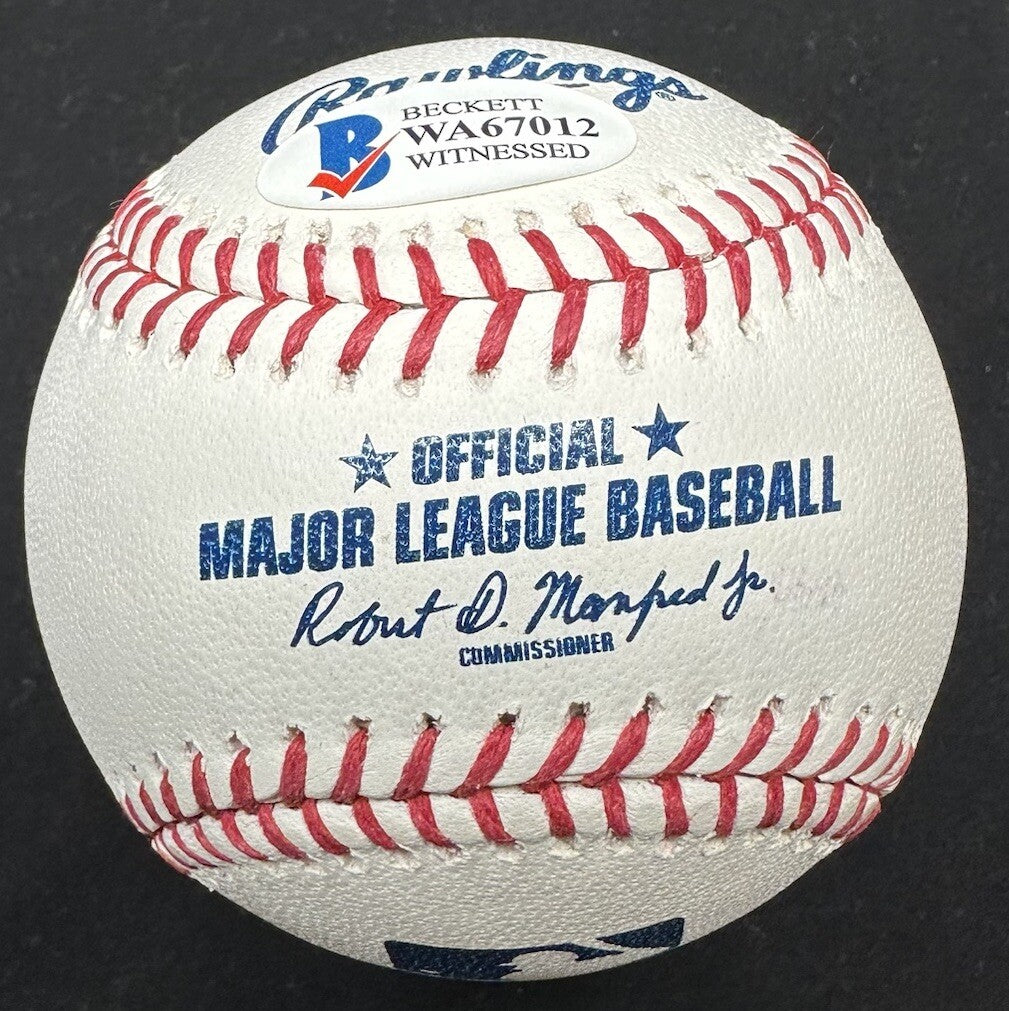 Rawlings®
BECKETT
WA67012
WITNESSED
OFFICIAL
MAJOR LEAGUE BASEBALL
Robert D. Manfred Jr.
COMMISSIONER